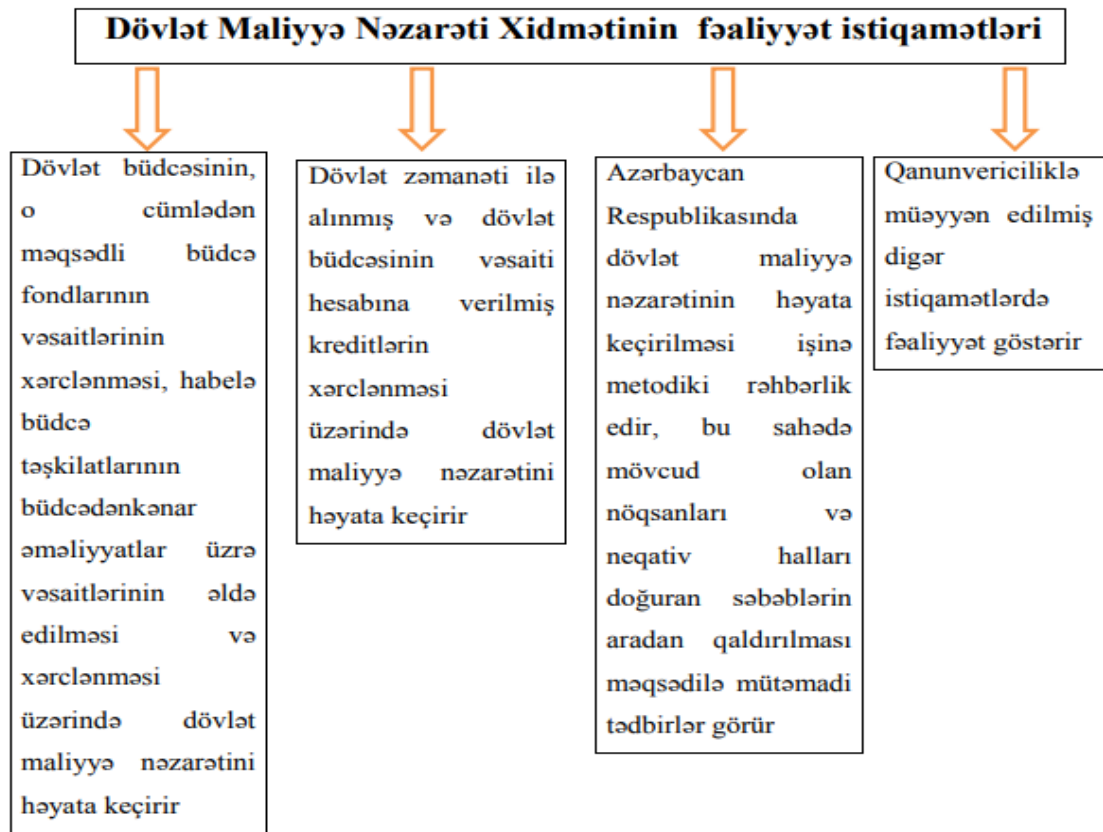 Dövlət Maliyyə Nəzarəti Xidmətinin fəaliyyət istiqamətləri
Dövlət büdcəsinin,
o cümlədən
məqsədli büdcə
fondlarının
vəsaitlərinin
xərclənməsi, habelə
büdcə
təşkilatlarının
büdcədənkənar
əməliyyatlar üzrə
vəsaitlərinin əldə
edilməsi və
xərclənməsi
üzərində dövlət
maliyyə nəzarətini
həyata keçirir
Dövlət zəmanəti ilə
alınmış və dövlət
büdcəsinin vəsaiti
hesabına verilmiş
kreditlərin
xərclənməsi
üzərində dövlət
maliyyə nəzarətini
həyata keçirir
Azərbaycan
Respublikasında
dövlət maliyyə
nəzarətinin həyata
keçirilməsi işinə
metodiki rəhbərlik
edir, bu sahədə
mövcud olan
nöqsanları və
neqativ halları
doğuran səbəblərin
aradan qaldırılması
məqsədilə mütəmadi
tədbirlər görür
Qanunvericiliklə
müəyyən edilmiş
digər
istiqamətlərdə
fəaliyyət göstərir